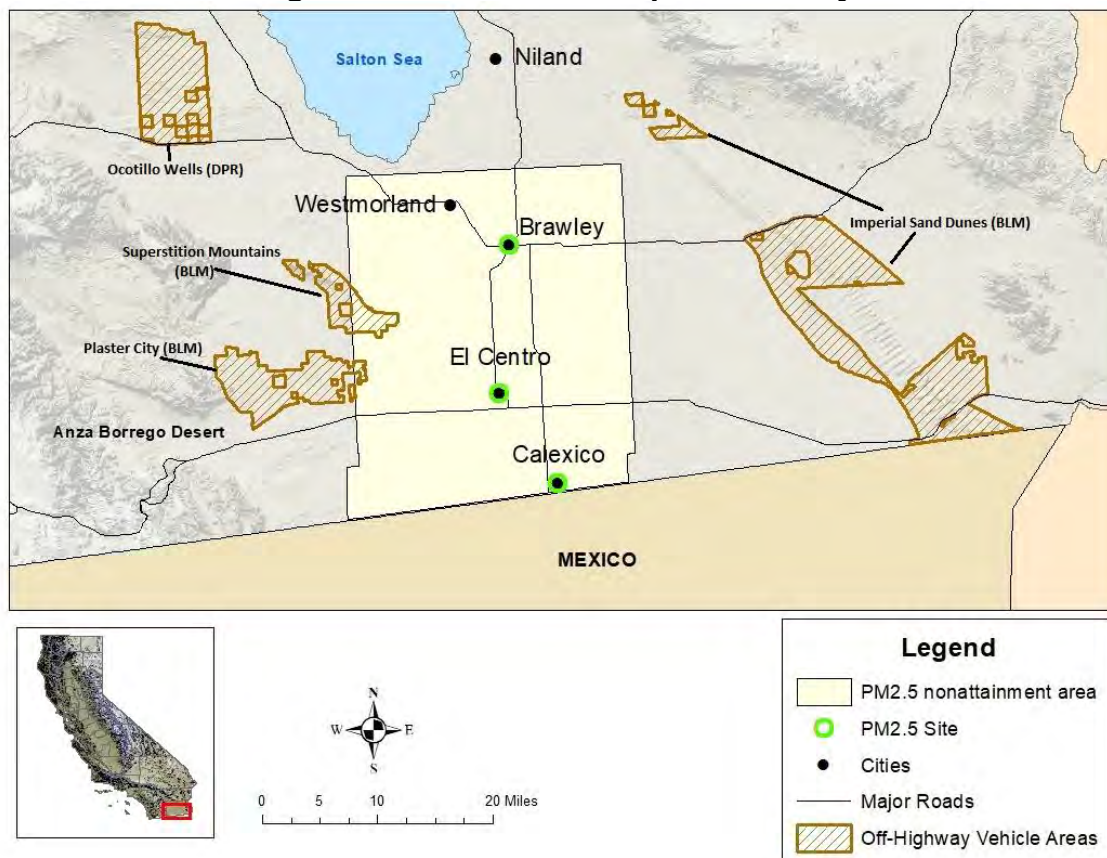 Salton Sea
Niland
Ocotillo Wells (DPR)
Westmorland
Brawley
Imperial Sand Dunes (BLM)
Superstition Mountains
(BLM)
Plaster City (BLM)
El Centro
Anza Borrego Desert
Calexico
MEXICO
N
W
E
S
0 5 10 20 Miles
Legend
PM2.5 nonattainment area
PM2.5 Site
Cities
Major Roads
Off-Highway Vehicle Areas